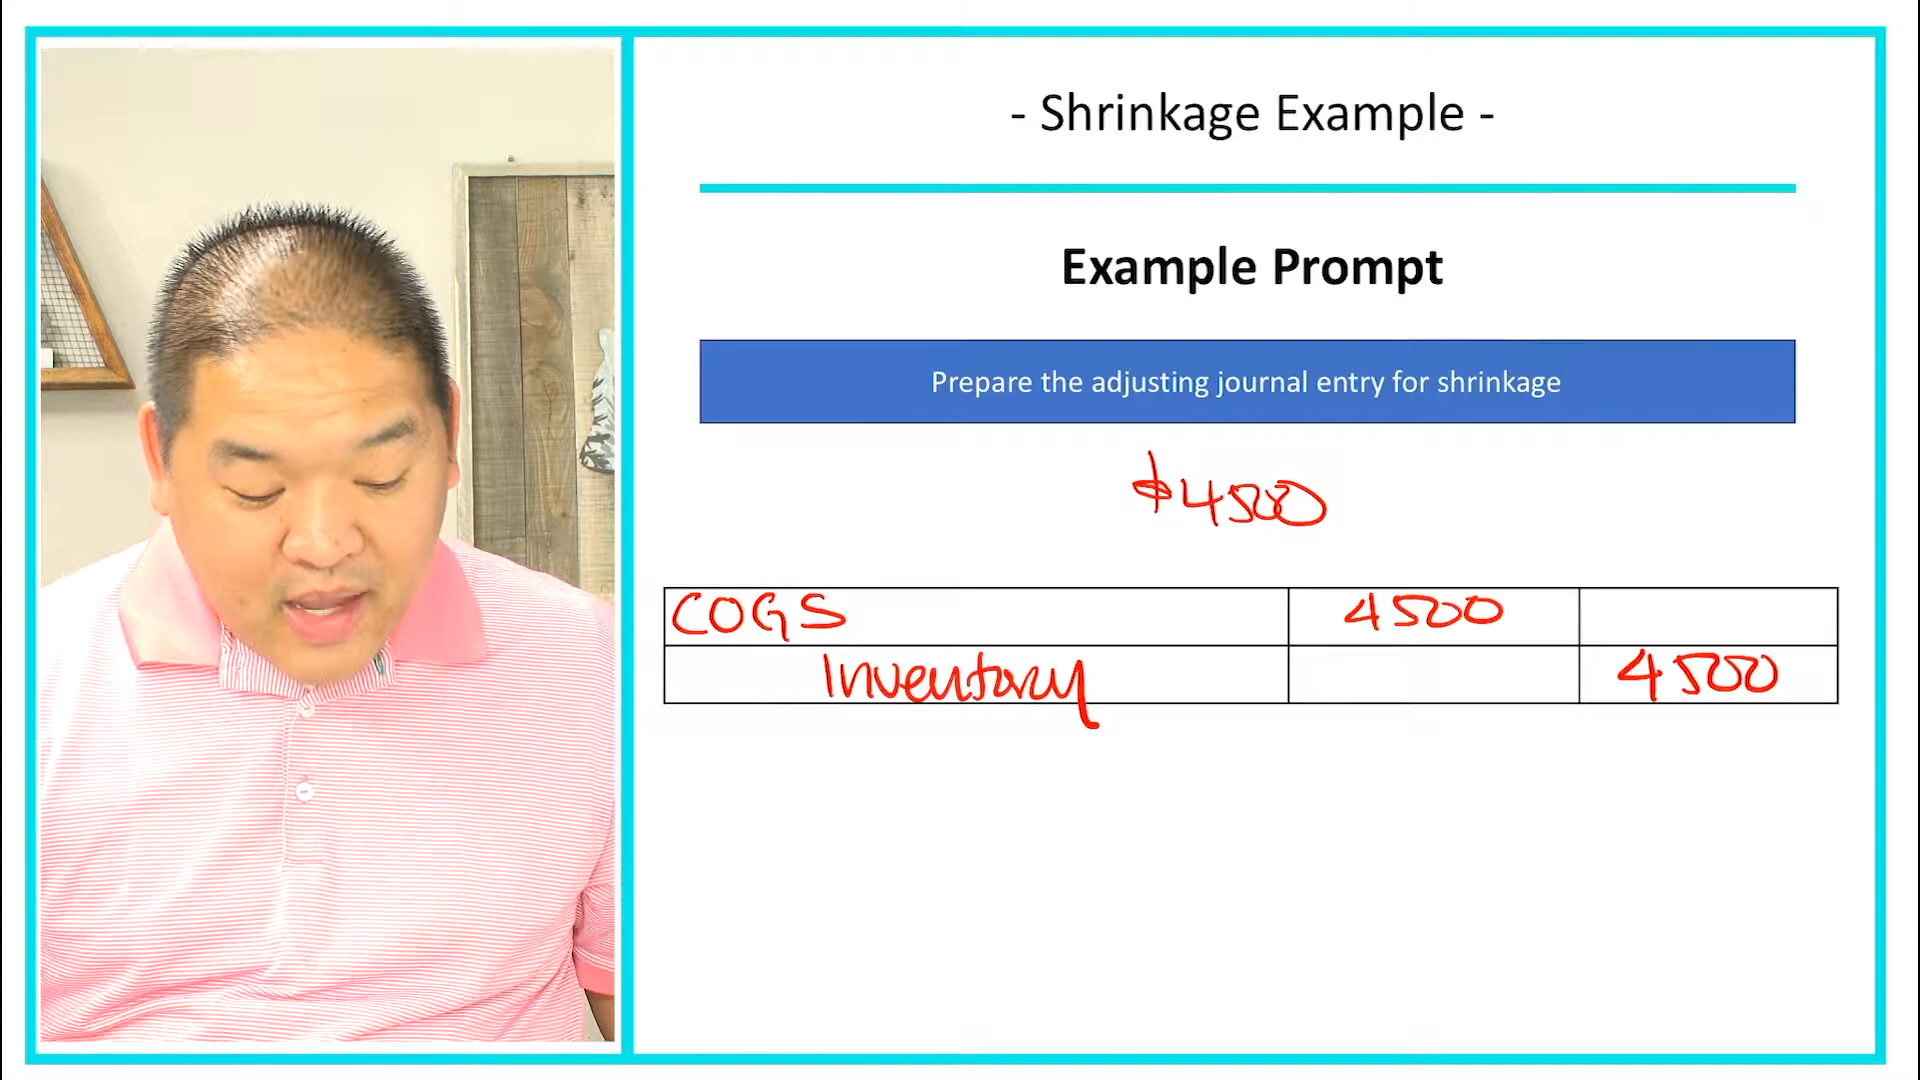 - Shrinkage Example -
Example Prompt
Prepare the adjusting journal entry for shrinkage
$4500
COGS 4500
Inventory 4500